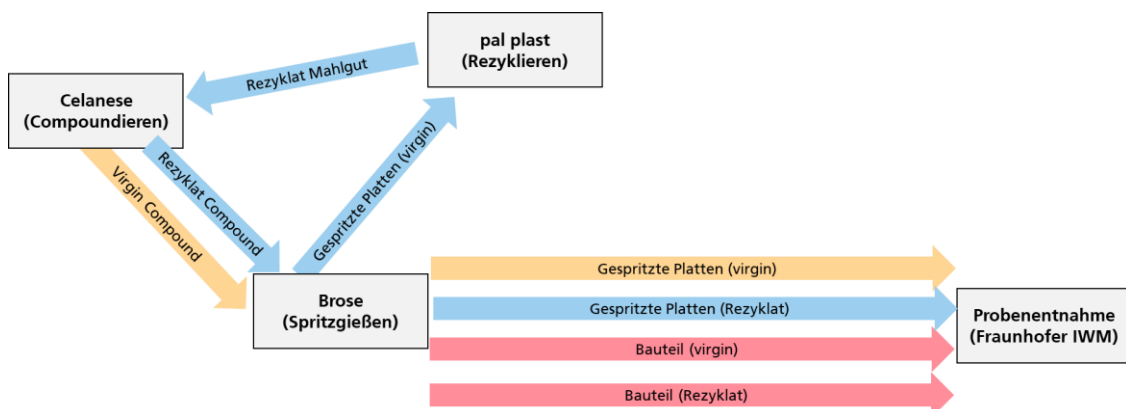 pal plast
(Rezyklieren)
Rezyklat Mahlgut
Celanese
(Compoundieren)
Virgin Compound
Rezyklat Compound
Gespritzte Platten (virgin)
Brose
(Spritzgießen)
Gespritzte Platten (virgin)
Gespritzte Platten (Rezyklat)
Bauteil (virgin)
Bauteil (Rezyklat)
Probenentnahme
(Fraunhofer IWM)